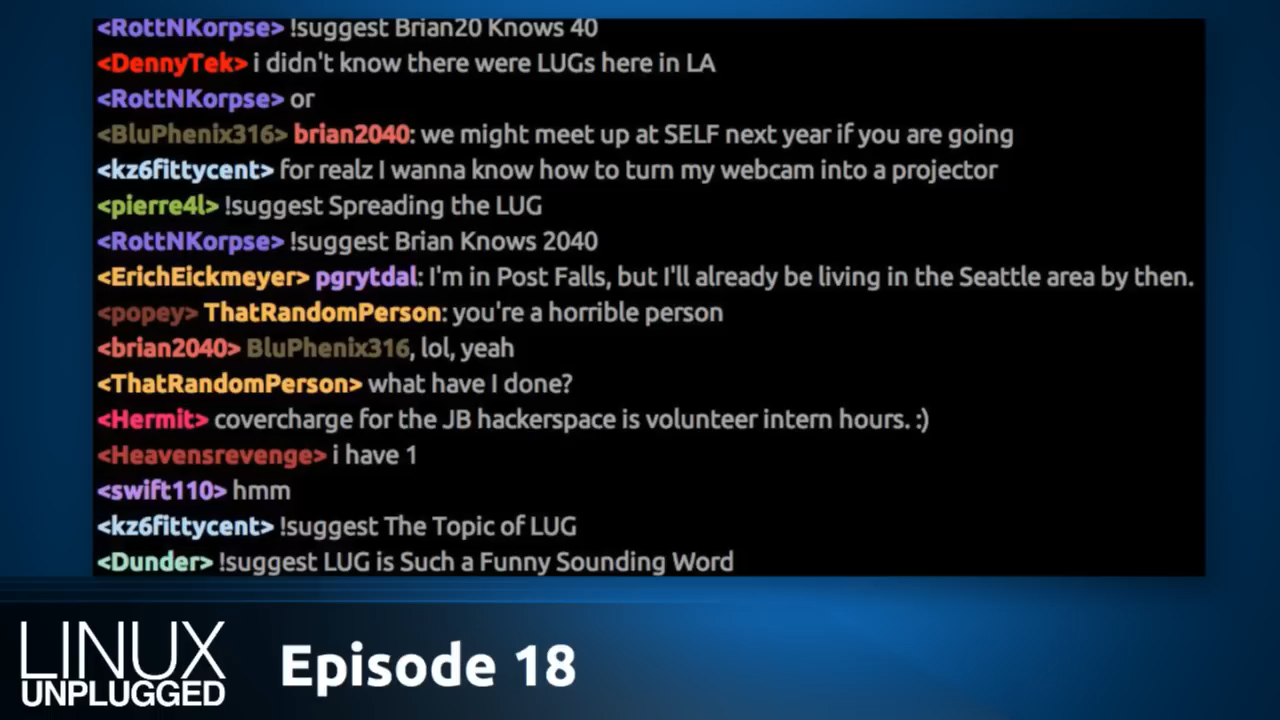 <RottNKorpse> !suggest Brian20 Knows 40
<DennyTek> i didn't know there were LUGs here in LA
<RottNKorpse> or
<BluPhenix316> brian2040: we might meet up at SELF next year if you are going
<kz6fittycent> for realz I wanna know how to turn my webcam into a projector
<pierre4l> !suggest Spreading the LUG
<RottNKorpse> !suggest Brian Knows 2040
<ErichEickmeyer> pgrytdal: I'm in Post Falls, but I'll already be living in the Seattle area by then.
<popey> ThatRandomPerson: you're a horrible person
<brian2040> BluPhenix316, lol, yeah
<ThatRandomPerson> what have I done?
<Hermit> covercharge for the JB hackerspace is volunteer intern hours. :)
<Heavensrevenge> i have 1
<swift110> hmm
<kz6fittycent> !suggest The Topic of LUG
<Dunder> !suggest LUG is Such a Funny Sounding Word
LINUX
UNPLUGGED
Episode 18